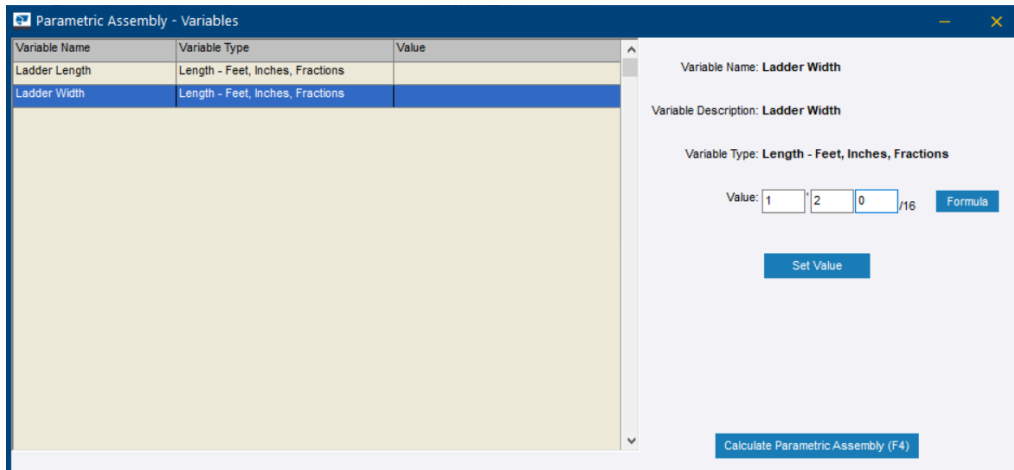 Parametric Assembly - Variables
Variable Name Variable Type Value
Ladder Length Length - Feet, Inches, Fractions
Ladder Width Length - Feet, Inches, Fractions
Variable Name: Ladder Width
Variable Description: Ladder Width
Variable Type: Length - Feet, Inches, Fractions
Value: 1 ' 2 0 /16 Formula
Set Value
Calculate Parametric Assembly (F4)